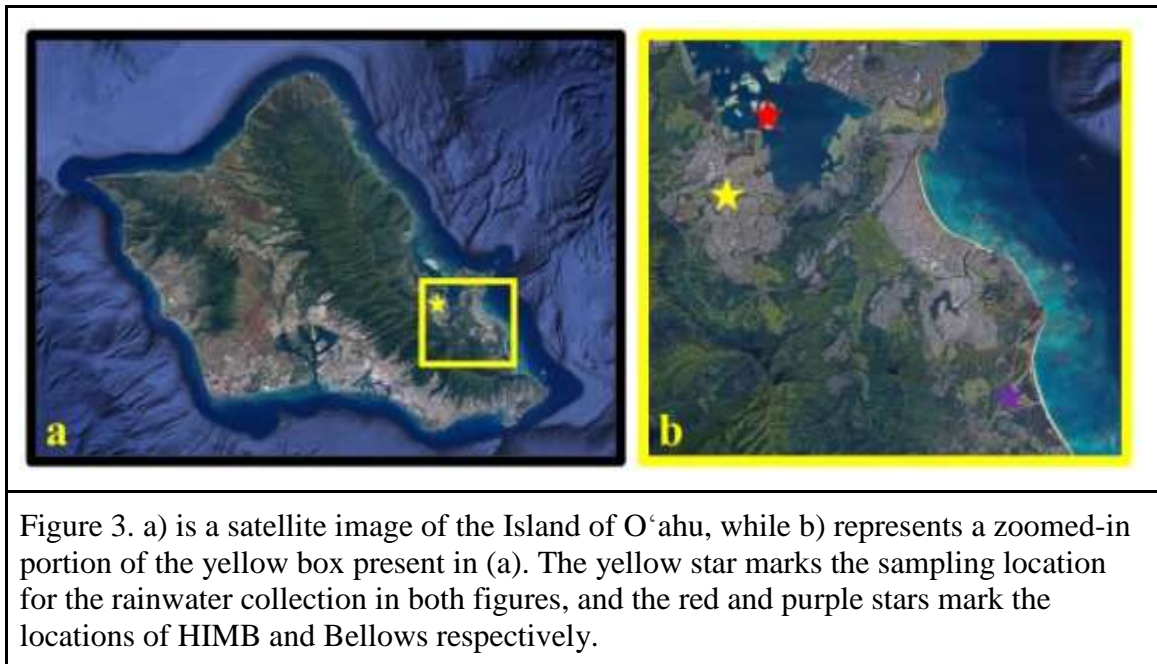 a
b
Figure 3. a) is a satellite image of the Island of Oʻahu, while b) represents a zoomed-in
portion of the yellow box present in (a). The yellow star marks the sampling location
for the rainwater collection in both figures, and the red and purple stars mark the
locations of HIMB and Bellows respectively.